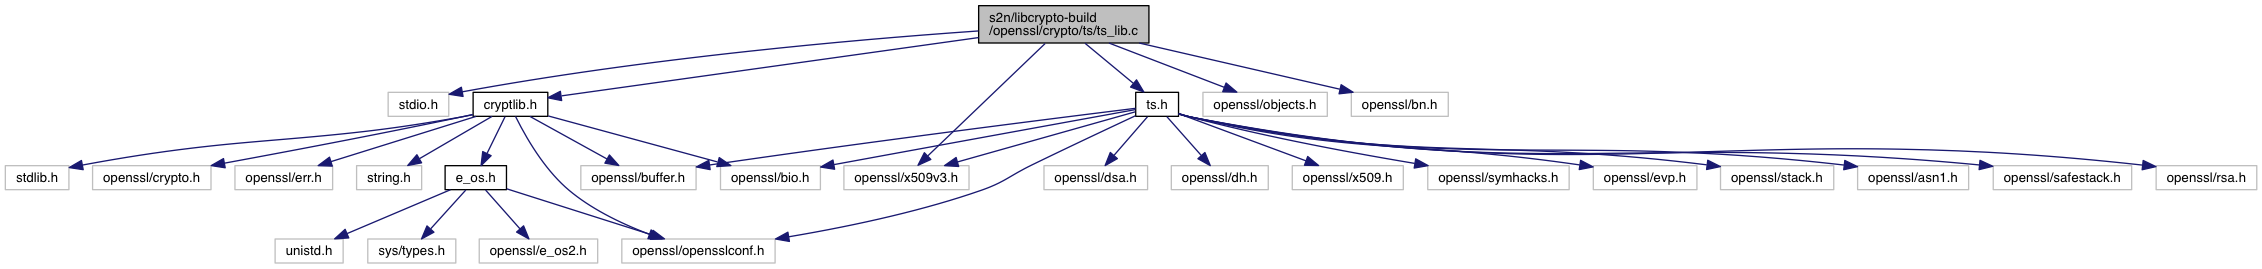 s2n/libcrypto-build
/openssl/crypto/ts/ts_lib.c
stdio.h
cryptlib.h
ts.h
openssl/objects.h
openssl/bn.h
stdlib.h
openssl/crypto.h
openssl/err.h
string.h
e_os.h
openssl/buffer.h
openssl/bio.h
openssl/x509v3.h
openssl/dsa.h
openssl/dh.h
openssl/x509.h
openssl/symhacks.h
openssl/evp.h
openssl/stack.h
openssl/asn1.h
openssl/safestack.h
openssl/rsa.h
unistd.h
sys/types.h
openssl/e_os2.h
openssl/opensslconf.h